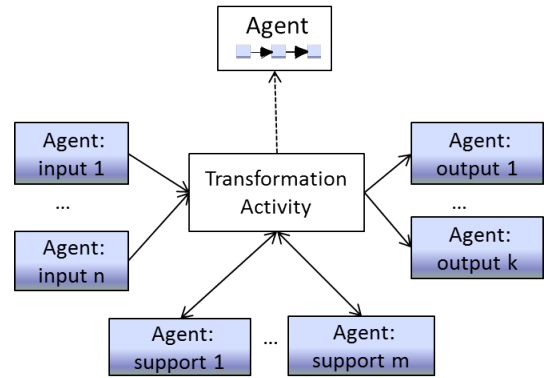 Agent
Agent:
input 1
...
Agent:
input n
Transformation
Activity
Agent:
output 1
...
Agent:
output k
Agent:
support 1
...
Agent:
support m